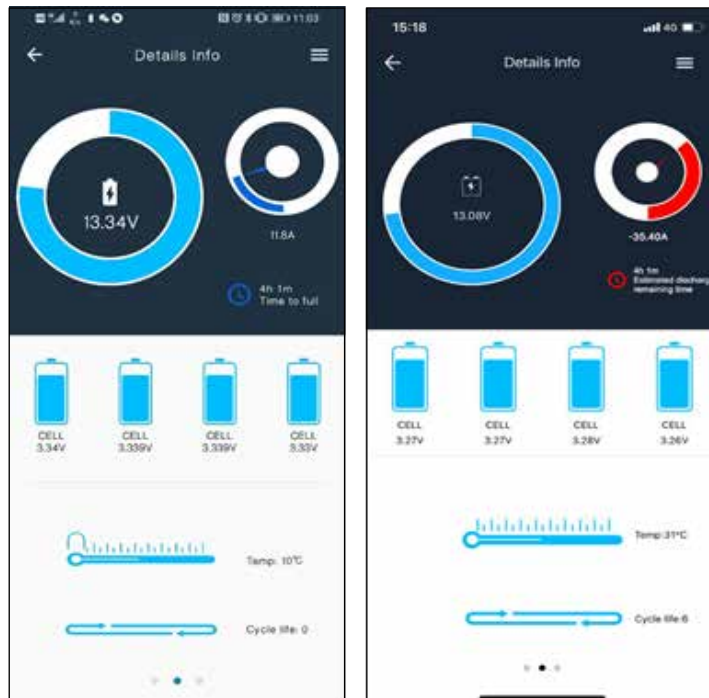 11:03
Details Info
13.34V
11.8A
4h 1m
Time to full
CELL
3.34V
CELL
3.339V
CELL
3.339V
CELL
3.33V
Temp: 10°C
Cycle life: 0
15:18
4G
Details Info
13.08V
-35.40A
4h 1m
Estimated discharg
remaining time
CELL
3.27V
CELL
3.27V
CELL
3.28V
CELL
3.26V
Temp:31°C
Cycle life:6